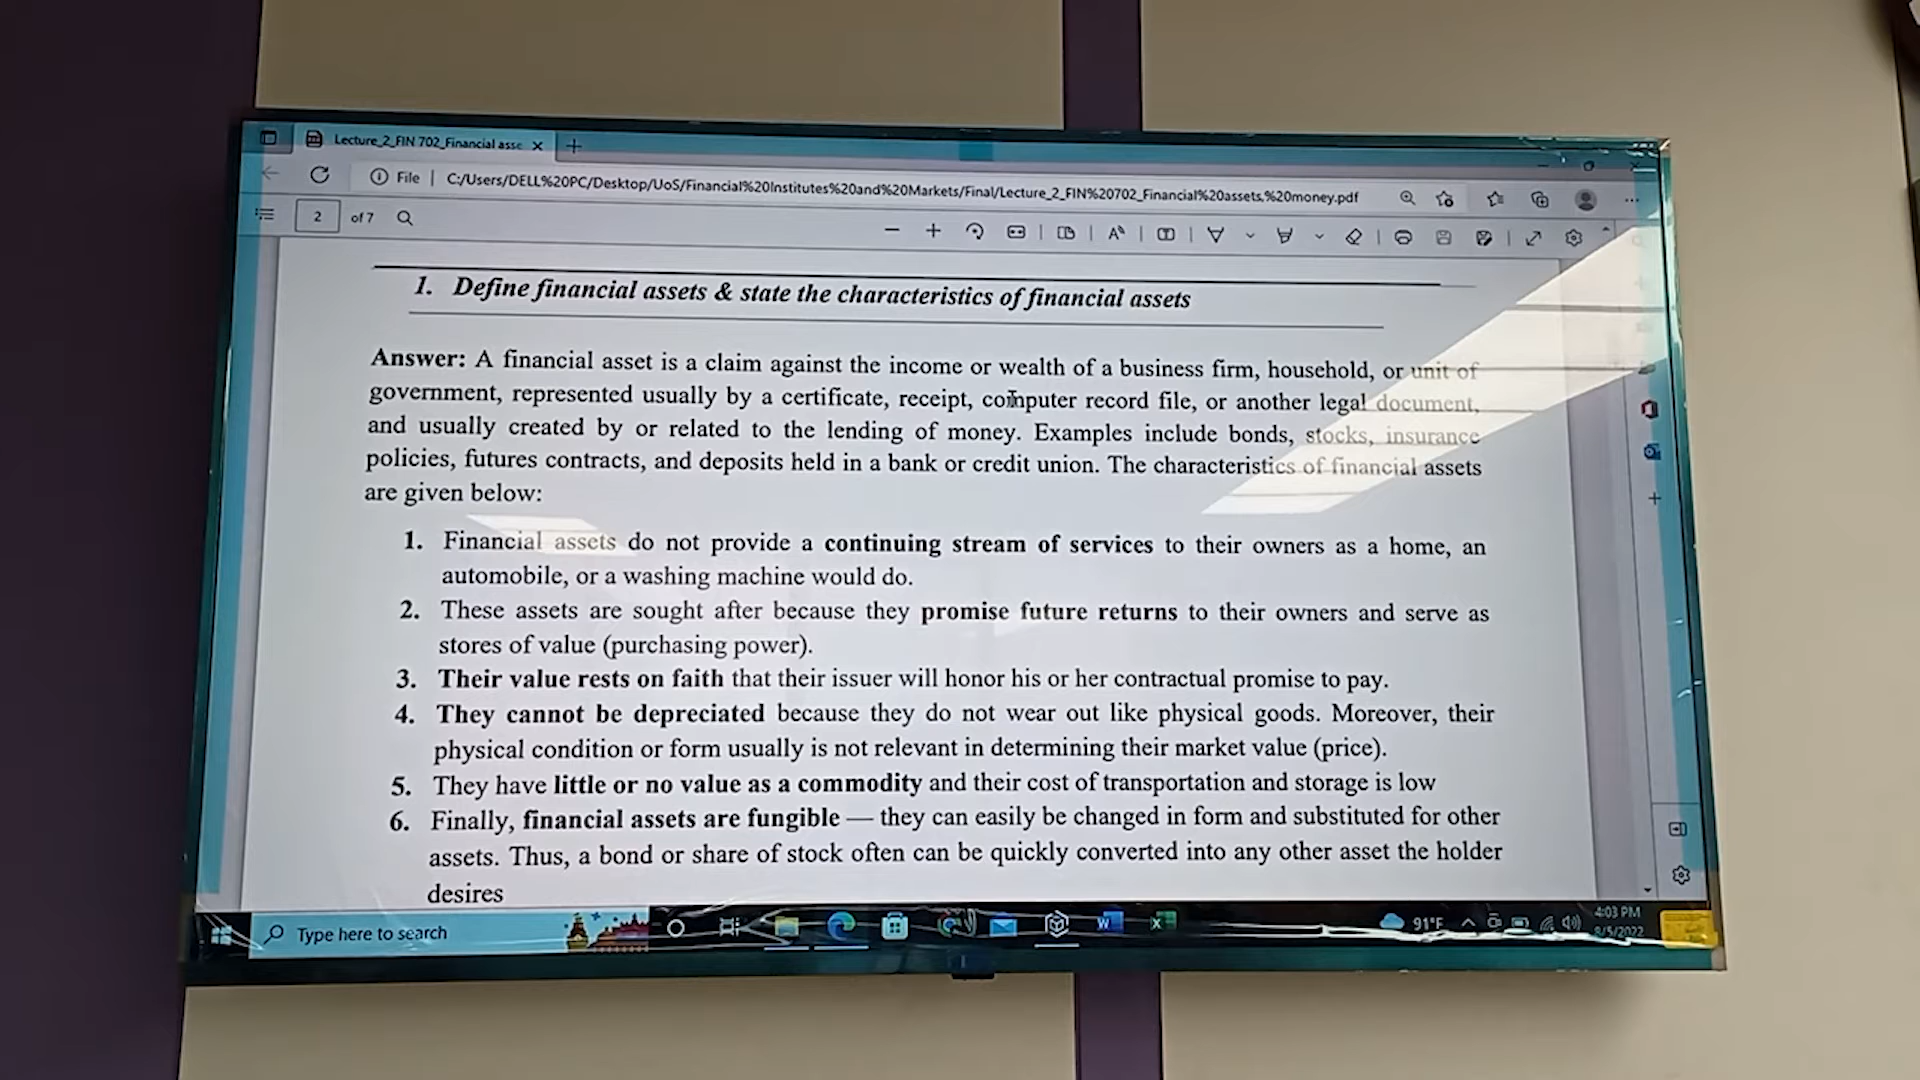 Lecture_2_FIN 702_Financial asse
File | C:/Users/DELL%20PC/Desktop/UoS/Financial%20Institutes%20and%20Markets/Final/Lecture_2_FIN%20702_Financial%20assets,%20money.pdf
2 of 7
1. Define financial assets & state the characteristics of financial assets
Answer: A financial asset is a claim against the income or wealth of a business firm, household, or unit of
government, represented usually by a certificate, receipt, computer record file, or another legal document,
and usually created by or related to the lending of money. Examples include bonds, stocks, insurance
policies, futures contracts, and deposits held in a bank or credit union. The characteristics of financial assets
are given below:
1. Financial assets do not provide a continuing stream of services to their owners as a home, an
automobile, or a washing machine would do.
2. These assets are sought after because they promise future returns to their owners and serve as
stores of value (purchasing power).
3. Their value rests on faith that their issuer will honor his or her contractual promise to pay.
4. They cannot be depreciated because they do not wear out like physical goods. Moreover, their
physical condition or form usually is not relevant in determining their market value (price).
5. They have little or no value as a commodity and their cost of transportation and storage is low
6. Finally, financial assets are fungible — they can easily be changed in form and substituted for other
assets. Thus, a bond or share of stock often can be quickly converted into any other asset the holder
desires
Type here to search
91°F
4:03 PM
8/5/2022